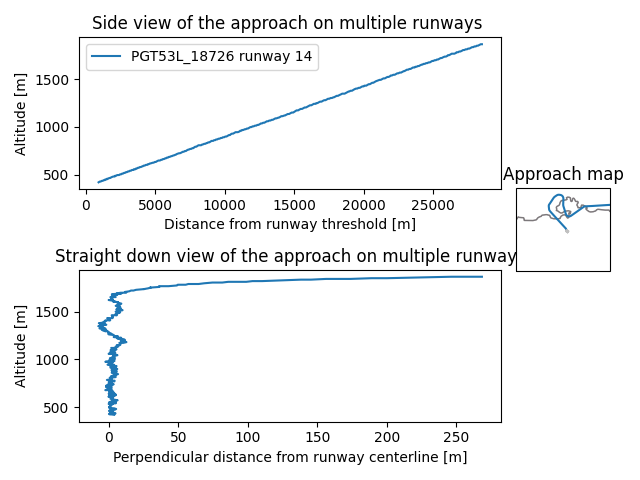 Side view of the approach on multiple runways
PGT53L_18726 runway 14
Altitude [m]
1500
1000
500
0 5000 10000 15000 20000 25000
Distance from runway threshold [m]
Approach map
Straight down view of the approach on multiple runway
Altitude [m]
1500
1000
500
0 50 100 150 200 250
Perpendicular distance from runway centerline [m]